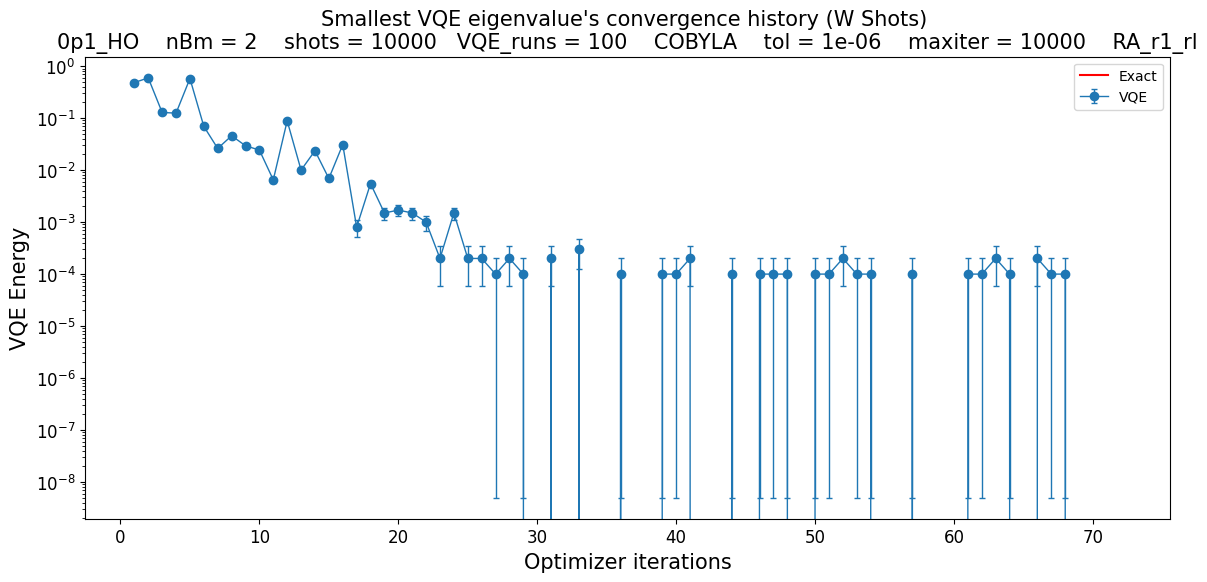 Smallest VQE eigenvalue's convergence history (W Shots)
0p1_HO nBm = 2 shots = 10000 VQE_runs = 100 COBYLA tol = 1e-06 maxiter = 10000 RA_r1_rl
Exact
VQE
VQE Energy
10⁰
10⁻¹
10⁻²
10⁻³
10⁻⁴
10⁻⁵
10⁻⁶
10⁻⁷
10⁻⁸
0 10 20 30 40 50 60 70
Optimizer iterations